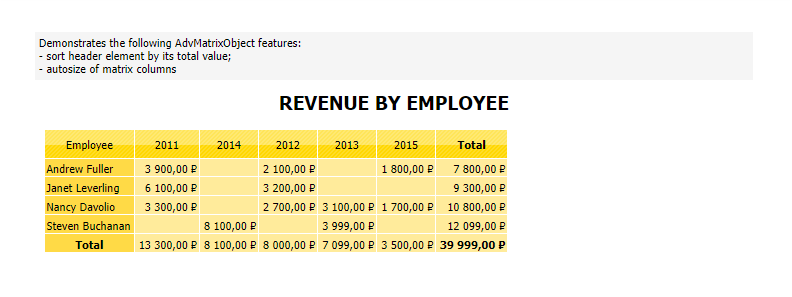 Demonstrates the following AdvMatrixObject features:
- sort header element by its total value;
- autosize of matrix columns
REVENUE BY EMPLOYEE
Employee 2011 2014 2012 2013 2015 Total
Andrew Fuller 3 900,00 ₽ 2 100,00 ₽ 1 800,00 ₽ 7 800,00 ₽
Janet Leverling 6 100,00 ₽ 3 200,00 ₽ 9 300,00 ₽
Nancy Davolio 3 300,00 ₽ 2 700,00 ₽ 3 100,00 ₽ 1 700,00 ₽ 10 800,00 ₽
Steven Buchanan 8 100,00 ₽ 3 999,00 ₽ 12 099,00 ₽
Total 13 300,00 ₽ 8 100,00 ₽ 8 000,00 ₽ 7 099,00 ₽ 3 500,00 ₽ 39 999,00 ₽